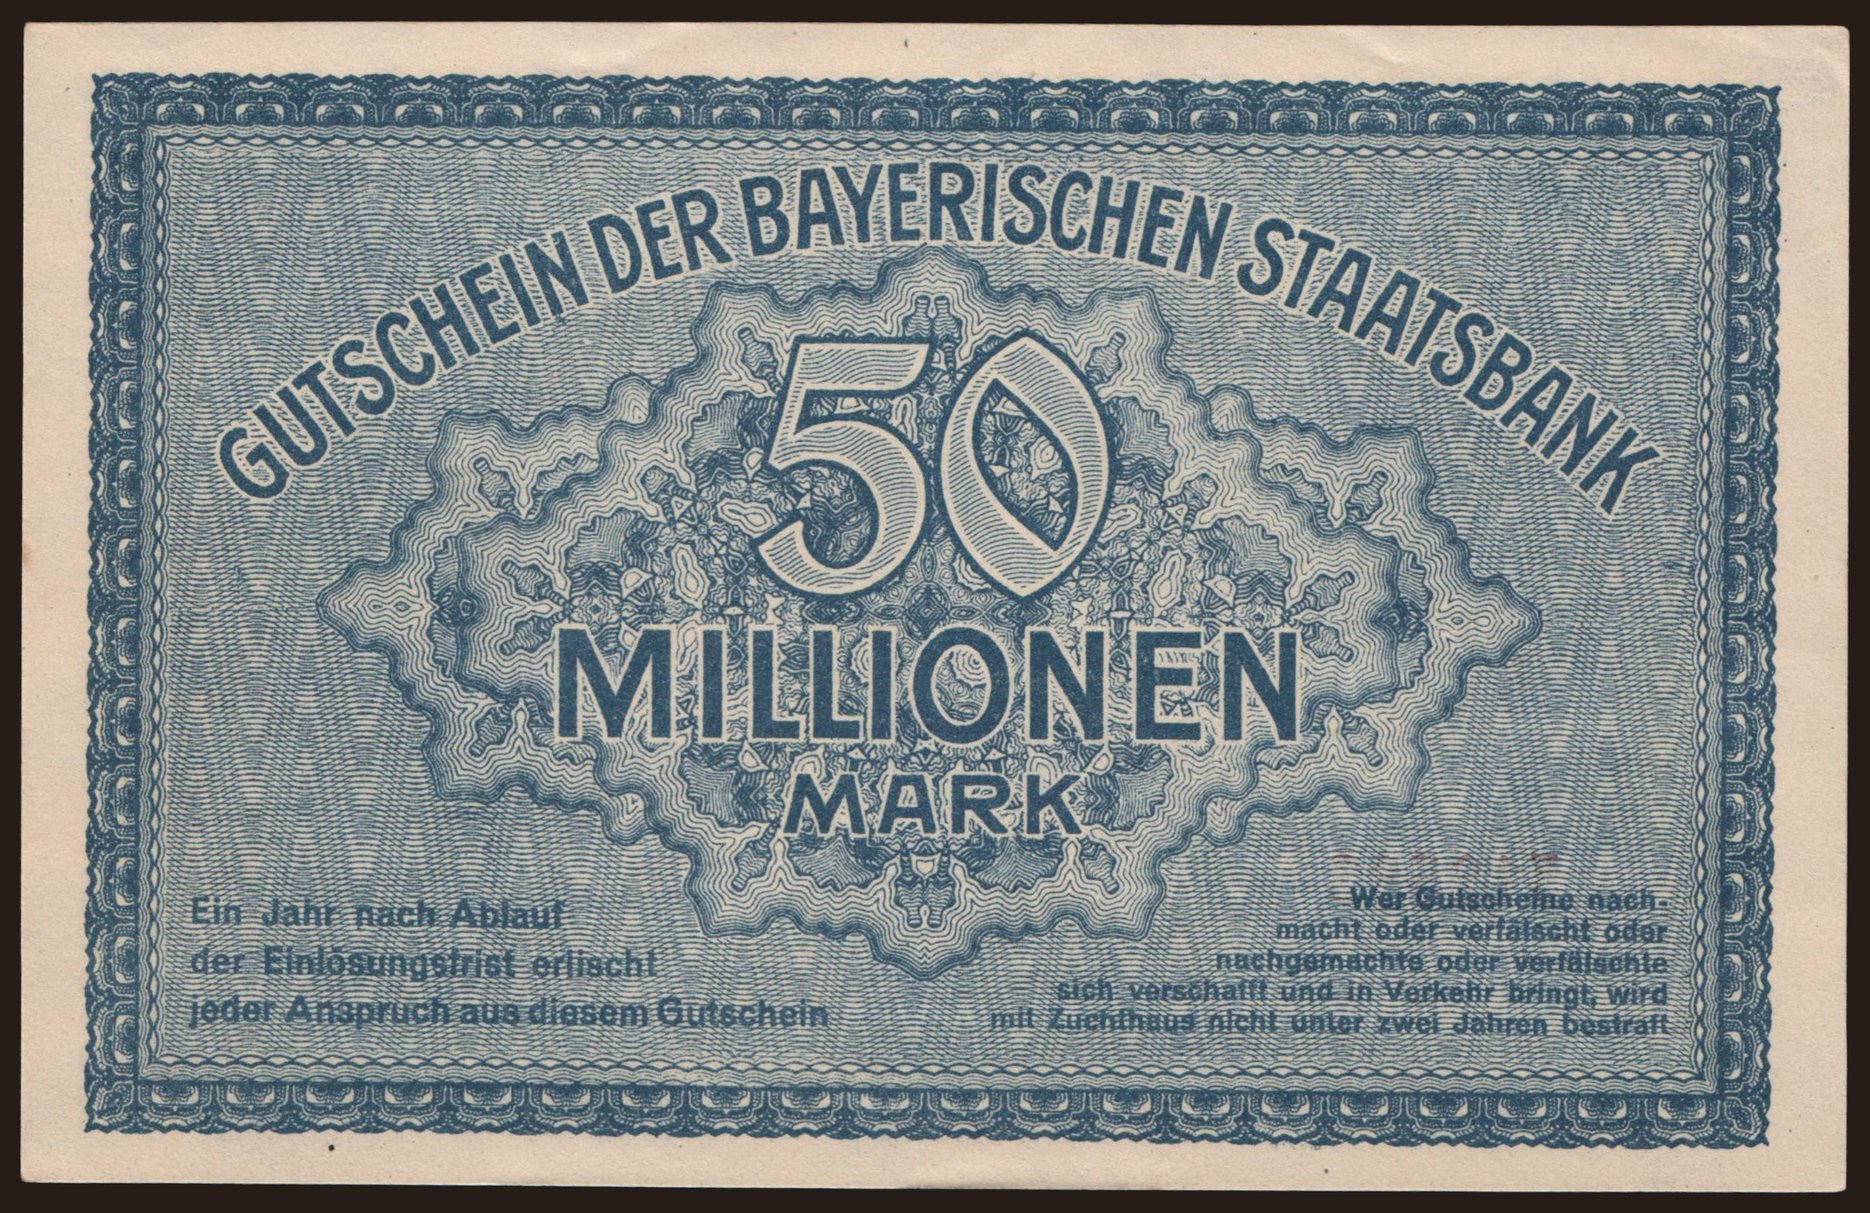 GUTSCHEIN DER BAYERISCHEN STAATSBANK
50
MILLIONEN
MARK
Ein Jahr nach Ablauf
der Einlösungsfrist erlischt
jeder Anspruch aus diesem Gutschein
Wer Gutscheine nach-
macht oder verfälscht oder
nachgemachte oder verfälschte
sich verschafft und in Verkehr bringt, wird
mit Zuchthaus nicht unter zwei Jahren bestraft